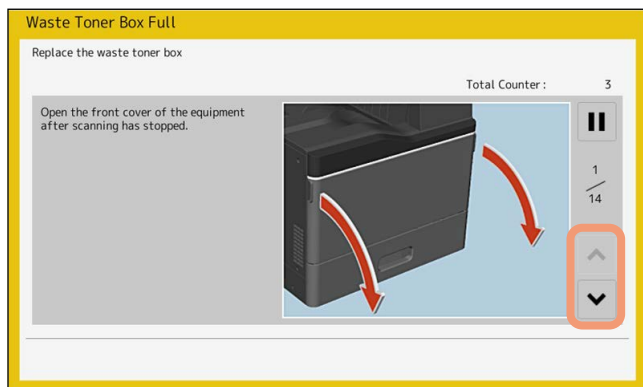 Waste Toner Box Full
Replace the waste toner box
Total Counter : 3
Open the front cover of the equipment
after scanning has stopped.
1
14